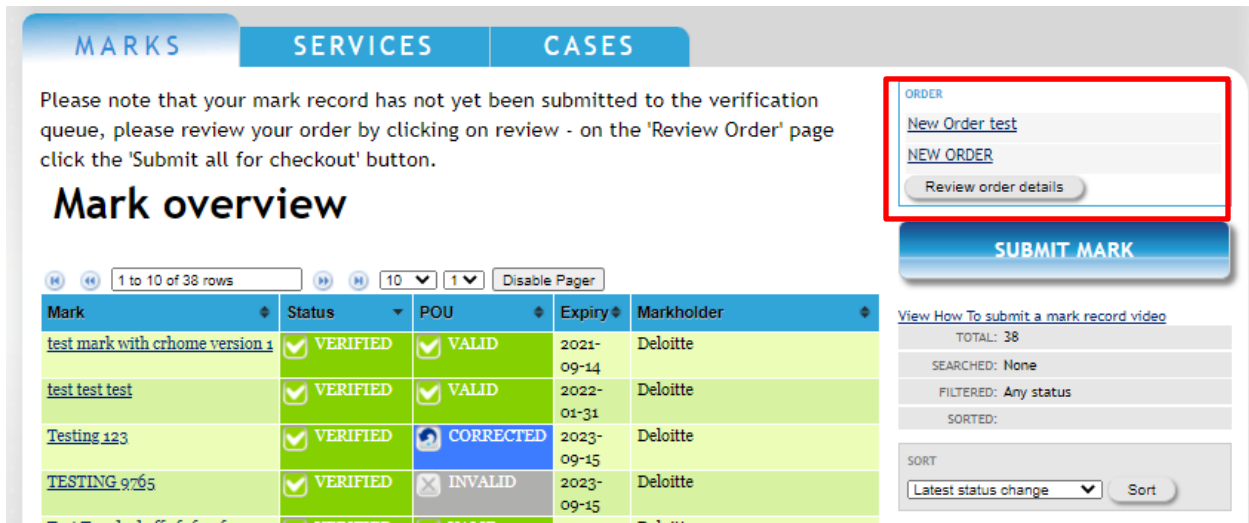 MARKS SERVICES CASES
Please note that your mark record has not yet been submitted to the verification
queue, please review your order by clicking on review - on the 'Review Order' page
click the 'Submit all for checkout' button.
Mark overview
1 to 10 of 38 rows 10 1 Disable Pager
Mark Status POU Expiry Markholder
test mark with crhome version 1 VERIFIED VALID 2021-
09-14 Deloitte
test test test VERIFIED VALID 2022-
01-31 Deloitte
Testing 123 VERIFIED CORRECTED 2023-
09-15 Deloitte
TESTING 9765 VERIFIED INVALID 2023-
09-15 Deloitte
ORDER
New Order test
NEW ORDER
Review order details
SUBMIT MARK
View How To submit a mark record video
TOTAL: 38
SEARCHED: None
FILTERED: Any status
SORTED:
SORT
Latest status change Sort